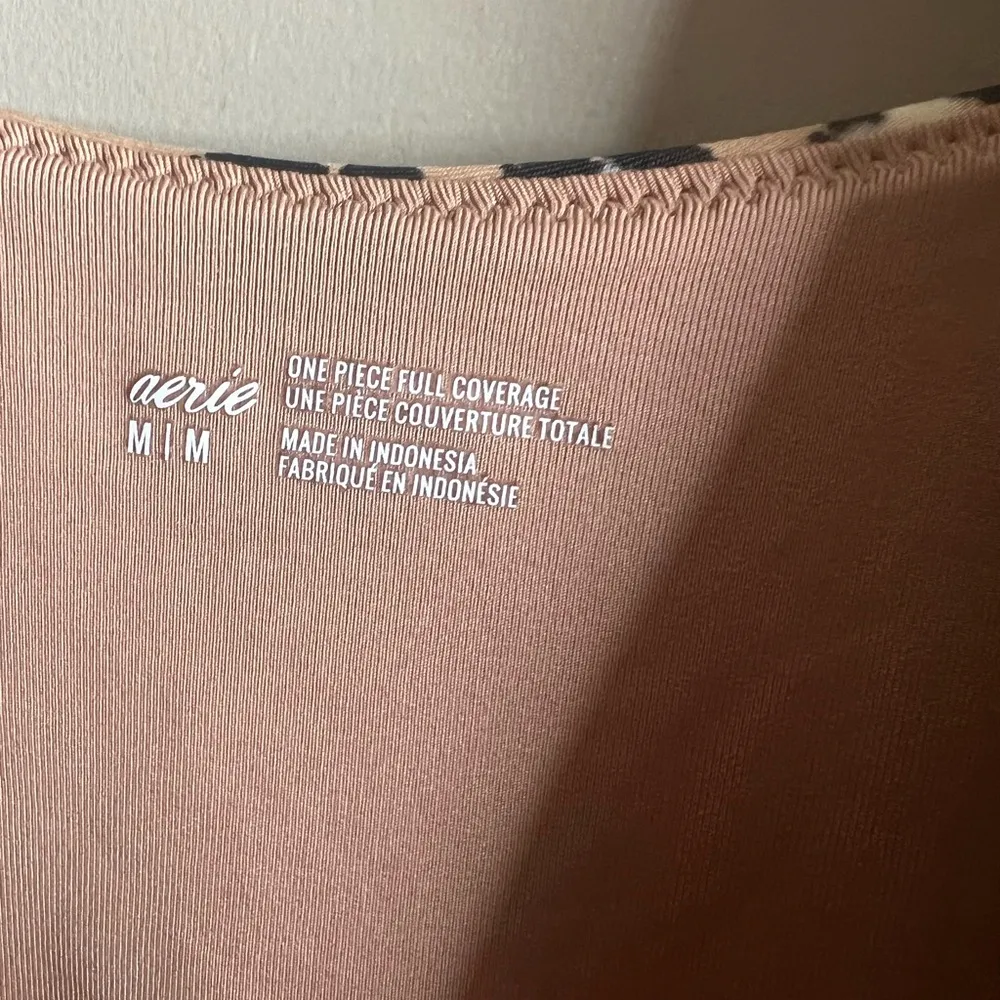 aerie
M | M
ONE PIECE FULL COVERAGE
UNE PIÈCE COUVERTURE TOTALE
MADE IN INDONESIA
FABRIQUÉ EN INDONÉSIE